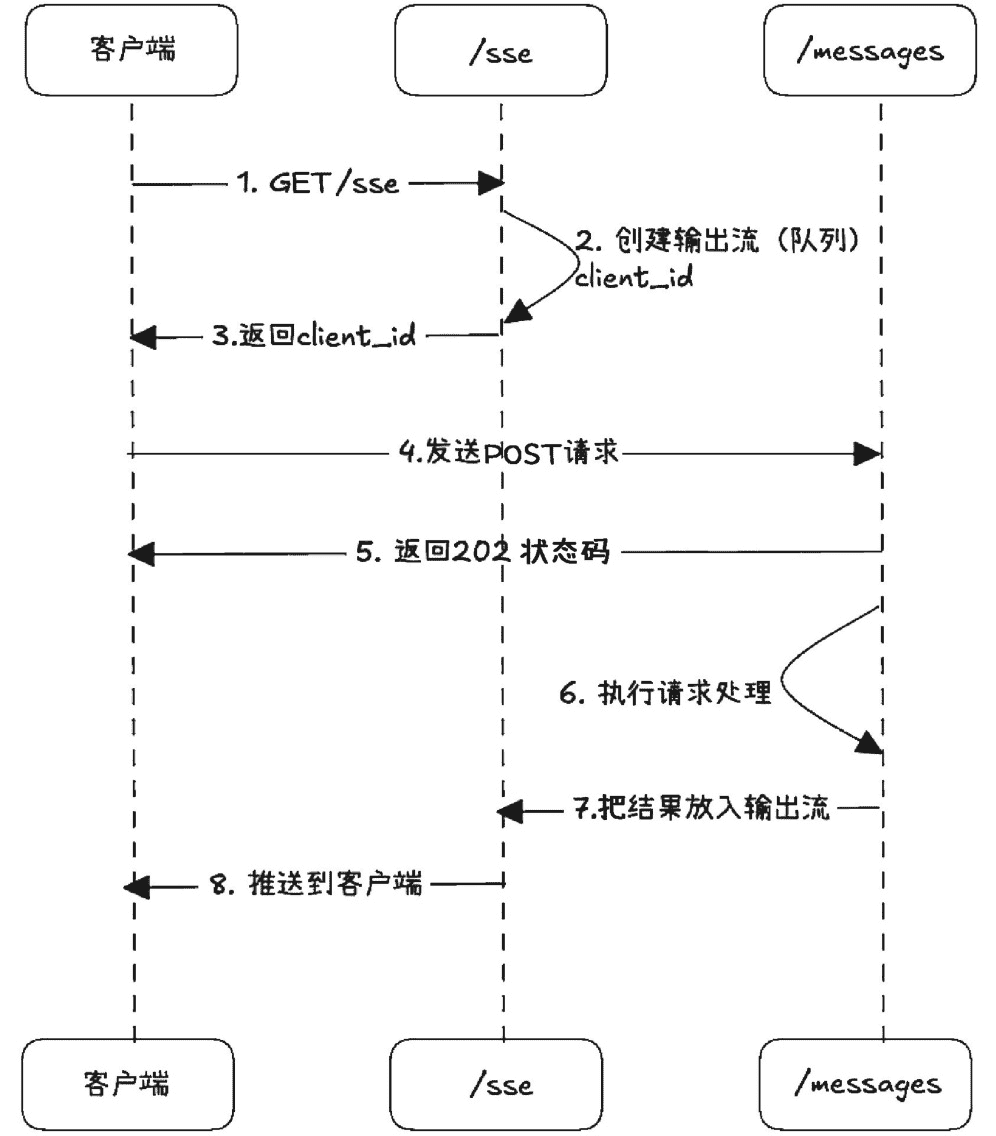 客户端
/sse
/messages
1. GET/sse
2. 创建输出流（队列）
client_id
3.返回client_id
4.发送POST请求
5. 返回202 状态码
6. 执行请求处理
7.把结果放入输出流
8. 推送到客户端
客户端
/sse
/messages